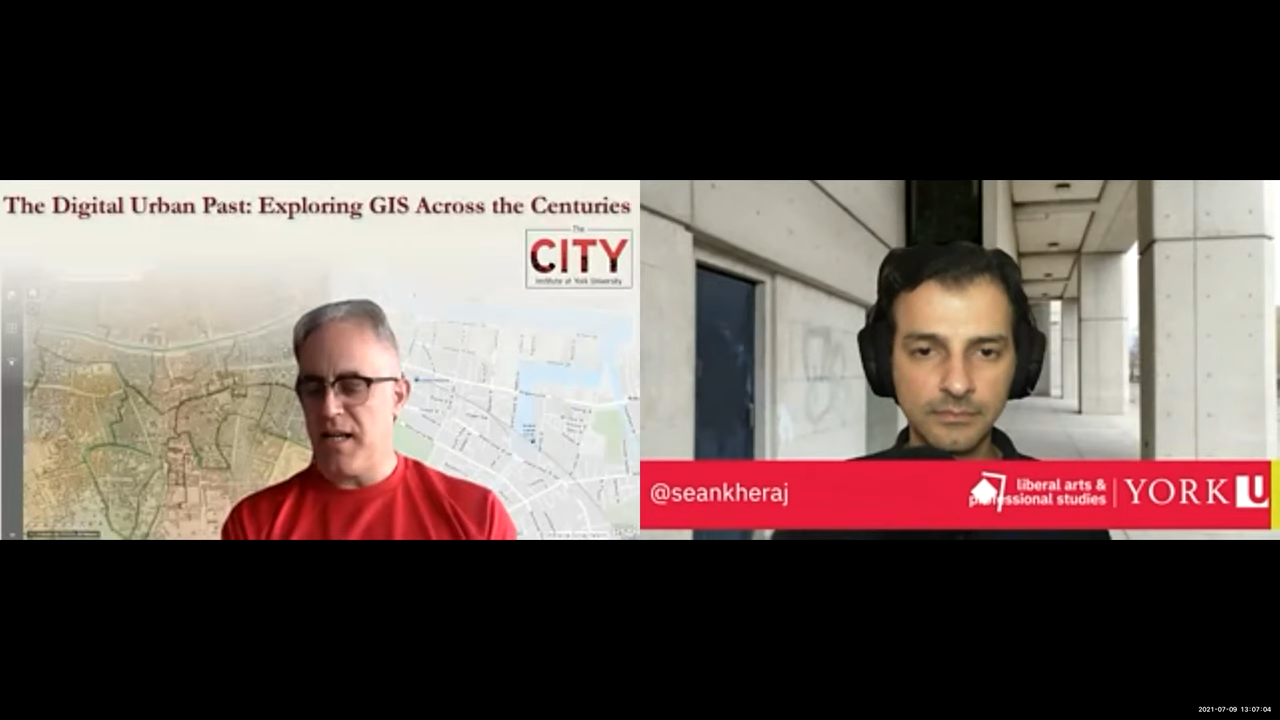 The Digital Urban Past: Exploring GIS Across the Centuries
The
CITY
Institute at York University
@seankheraj
liberal arts &
professional studies
YORK U
2021-07-09 13:07:04